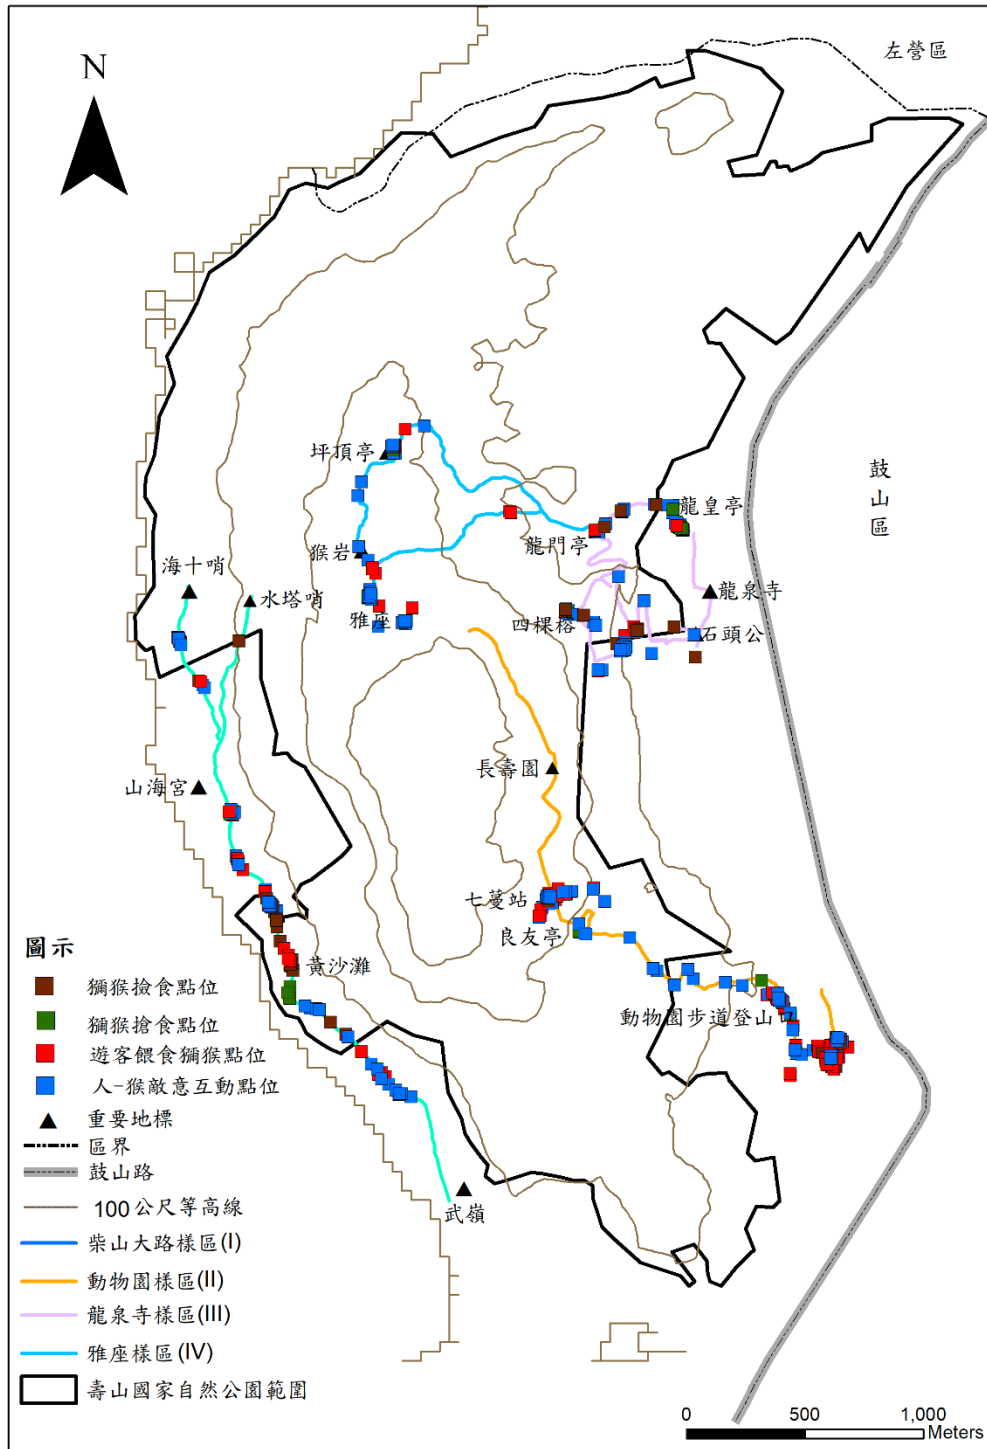 左營區
N
鼓山區
坪頂亭
龍皇亭
龍門亭
猴岩
海十哨
水塔哨
龍泉寺
雅座
四棵榕
石頭公
長壽園
山海宮
七蔓站
良友亭
黃沙灘
動物園步道登山口
武嶺
圖示
獼猴撿食點位
獼猴搶食點位
遊客餵食獼猴點位
人-猴敵意互動點位
重要地標
區界
鼓山路
100公尺等高線
柴山大路樣區(I)
動物園樣區(II)
龍泉寺樣區(III)
雅座樣區(IV)
壽山國家自然公園範圍
0 500 1,000
Meters